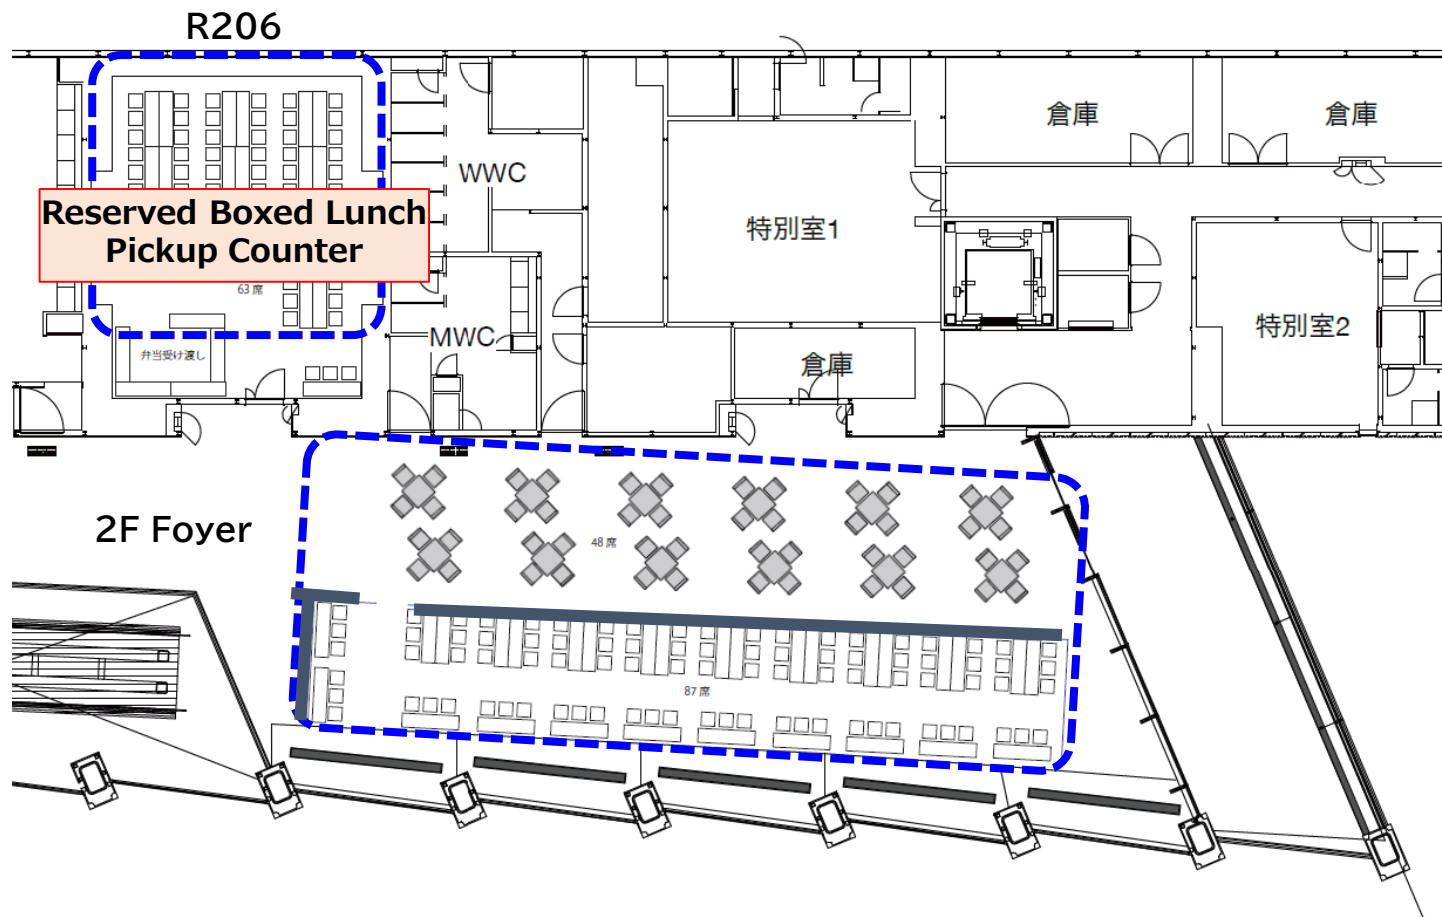 R206
倉庫
倉庫
WWC
Reserved Boxed Lunch
Pickup Counter
特別室1
63 席
特別室2
MWC
弁当受け渡し
倉庫
2F Foyer
48 席
87 席